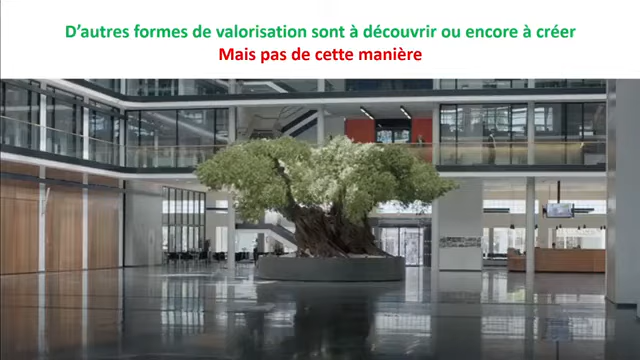 D’autres formes de valorisation sont à découvrir ou encore à créer
Mais pas de cette manière